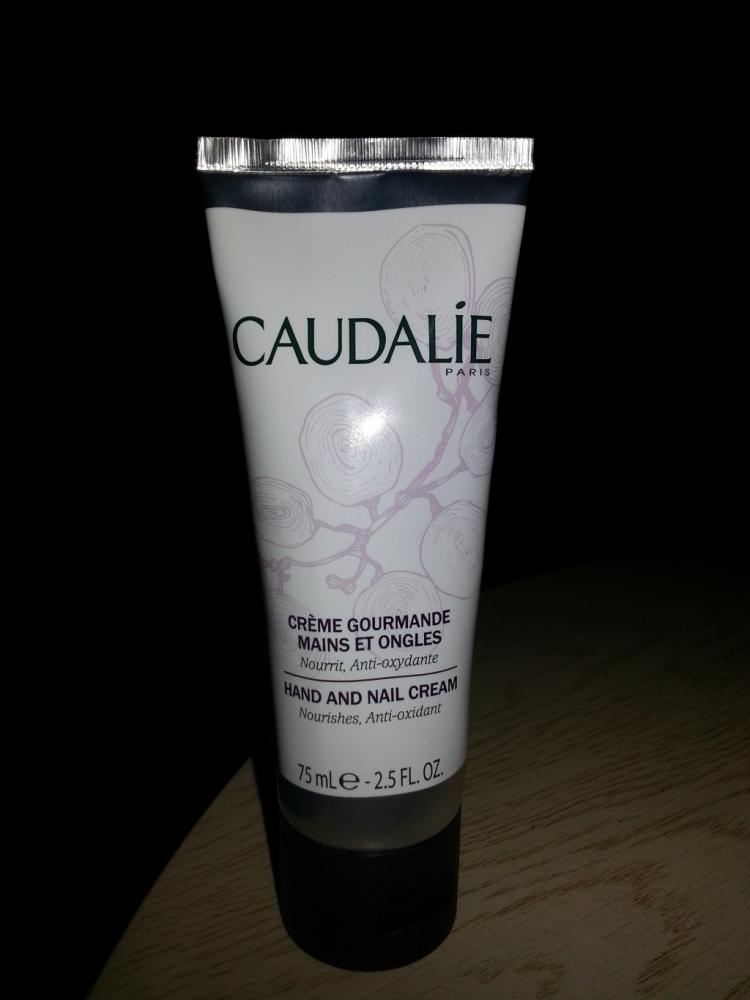 CAUDALİE
PARIS
CRÈME GOURMANDE
MAINS ET ONGLES
Nourrit, Anti-oxydante
HAND AND NAIL CREAM
Nourishes, Anti-oxidant
75 mL℮ - 2.5 FL. OZ.